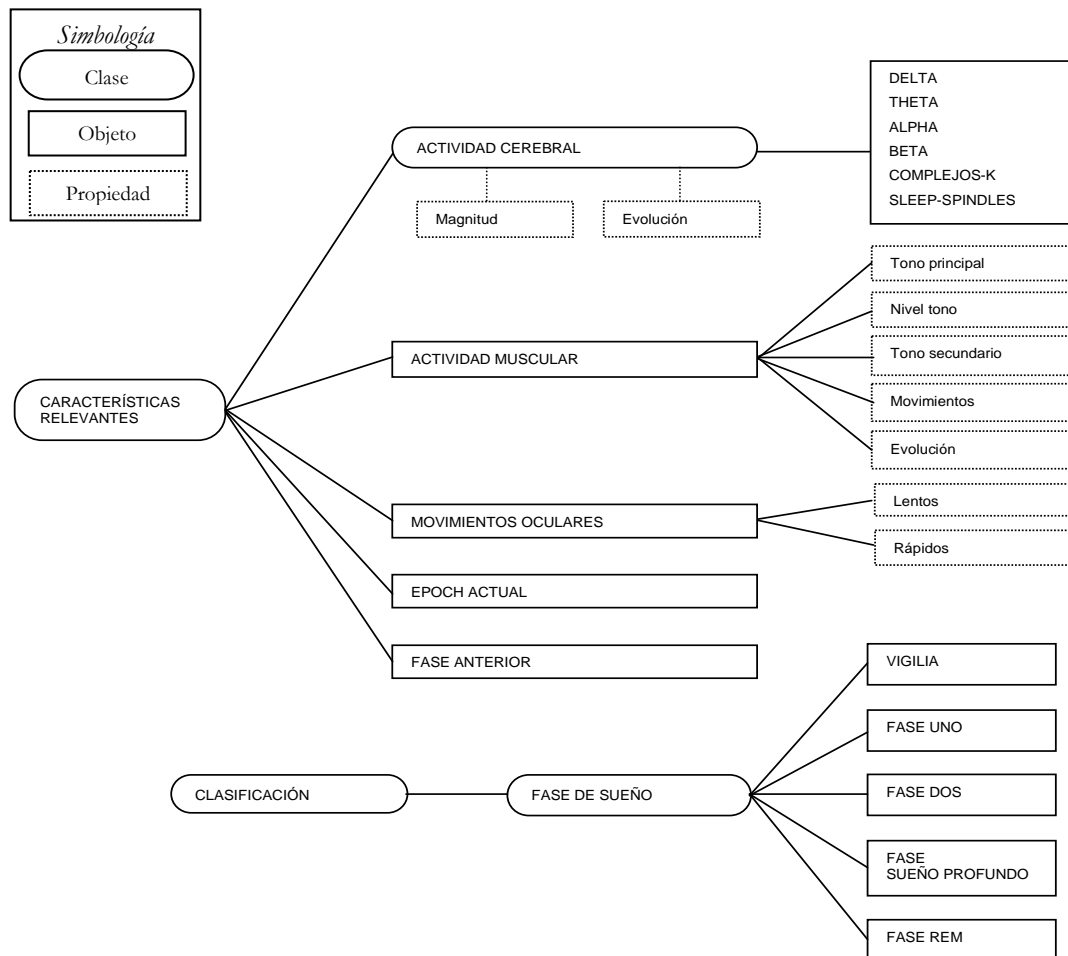 Simbología
Clase
Objeto
Propiedad
DELTA
THETA
ALPHA
BETA
COMPLEJOS-K
SLEEP-SPINDLES
ACTIVIDAD CEREBRAL
Magnitud
Evolución
Tono principal
Nivel tono
Tono secundario
Movimientos
Evolución
ACTIVIDAD MUSCULAR
CARACTERÍSTICAS
RELEVANTES
MOVIMIENTOS OCULARES
Lentos
Rápidos
EPOCH ACTUAL
FASE ANTERIOR
VIGILIA
FASE UNO
CLASIFICACIÓN
FASE DE SUEÑO
FASE DOS
FASE
SUEÑO PROFUNDO
FASE REM